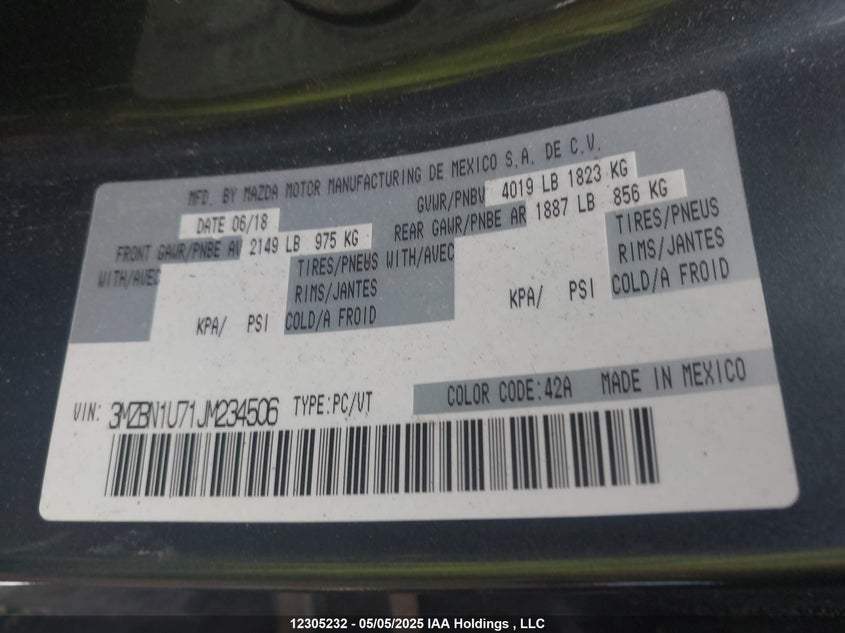 MFD. BY MAZDA MOTOR MANUFACTURING DE MEXICO S.A. DE C.V.
DATE 06/18 GVWR/PNBV 4019 LB 1823 KG
FRONT GAWR/PNBE AV 2149 LB 975 KG REAR GAWR/PNBE AR 1887 LB 856 KG
WITH/AVEC TIRES/PNEUS WITH/AVEC TIRES/PNEUS
RIMS/JANTES RIMS/JANTES
KPA/ PSI COLD/A FROID KPA/ PSI COLD/A FROID
VIN: 3MZBN1U71JM234506 TYPE:PC/VT COLOR CODE:42A MADE IN MEXICO
12305232 - 05/05/2025 IAA Holdings , LLC